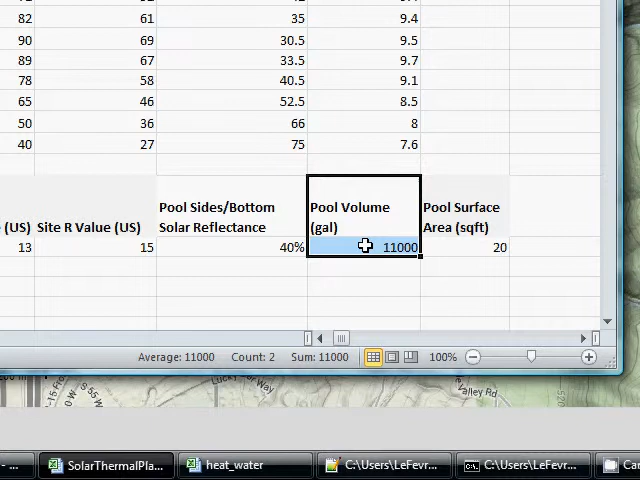 82 61 35 9.4
90 69 30.5 9.5
89 67 33.5 9.7
78 58 40.5 9.1
65 46 52.5 8.5
50 36 66 8
40 27 75 7.6
Pool Sides/Bottom Pool Volume Pool Surface
(US) Site R Value (US) Solar Reflectance (gal) Area (sqft)
13 15 40% 11000 20
Average: 11000 Count: 2 Sum: 11000 100%
Valley Rd
SolarThermalPla... heat_water C:\Users\LeFevr... C:\Users\LeFevr... Car